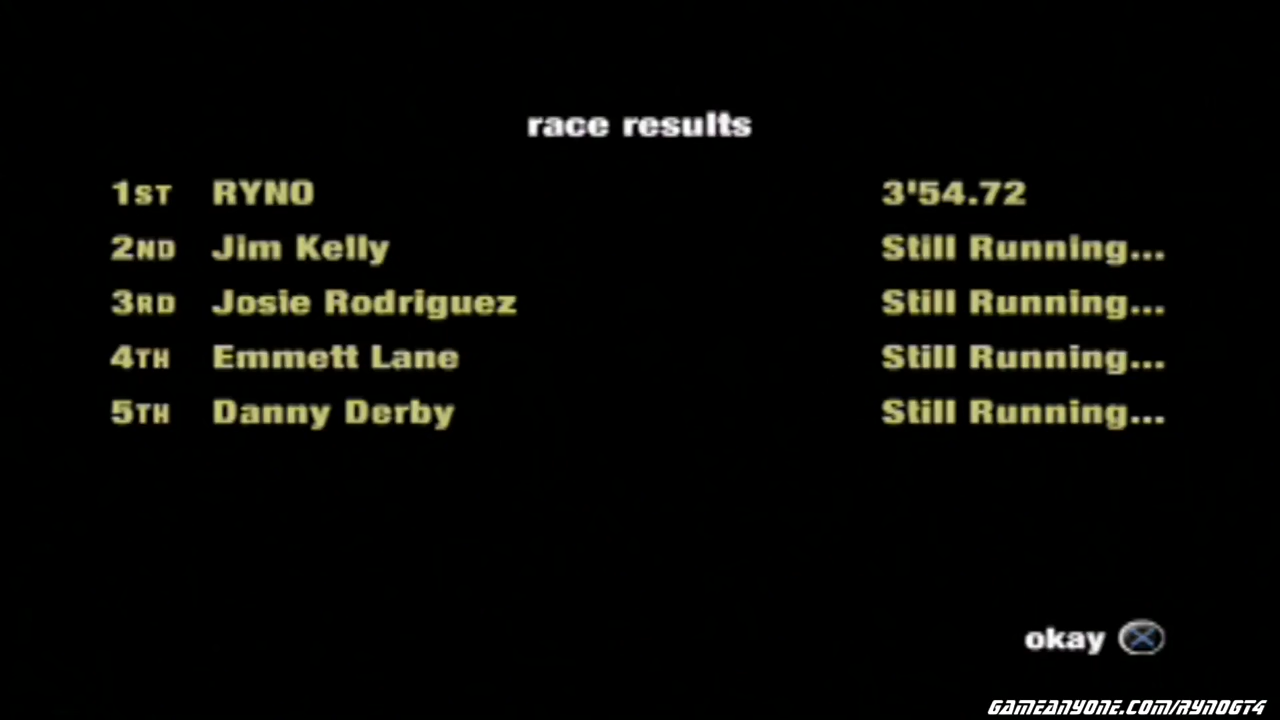 race results
1ST RYNO 3'54.72
2ND Jim Kelly Still Running...
3RD Josie Rodriguez Still Running...
4TH Emmett Lane Still Running...
5TH Danny Derby Still Running...
okay
GAMEANYONE.COM/RYNOGT4